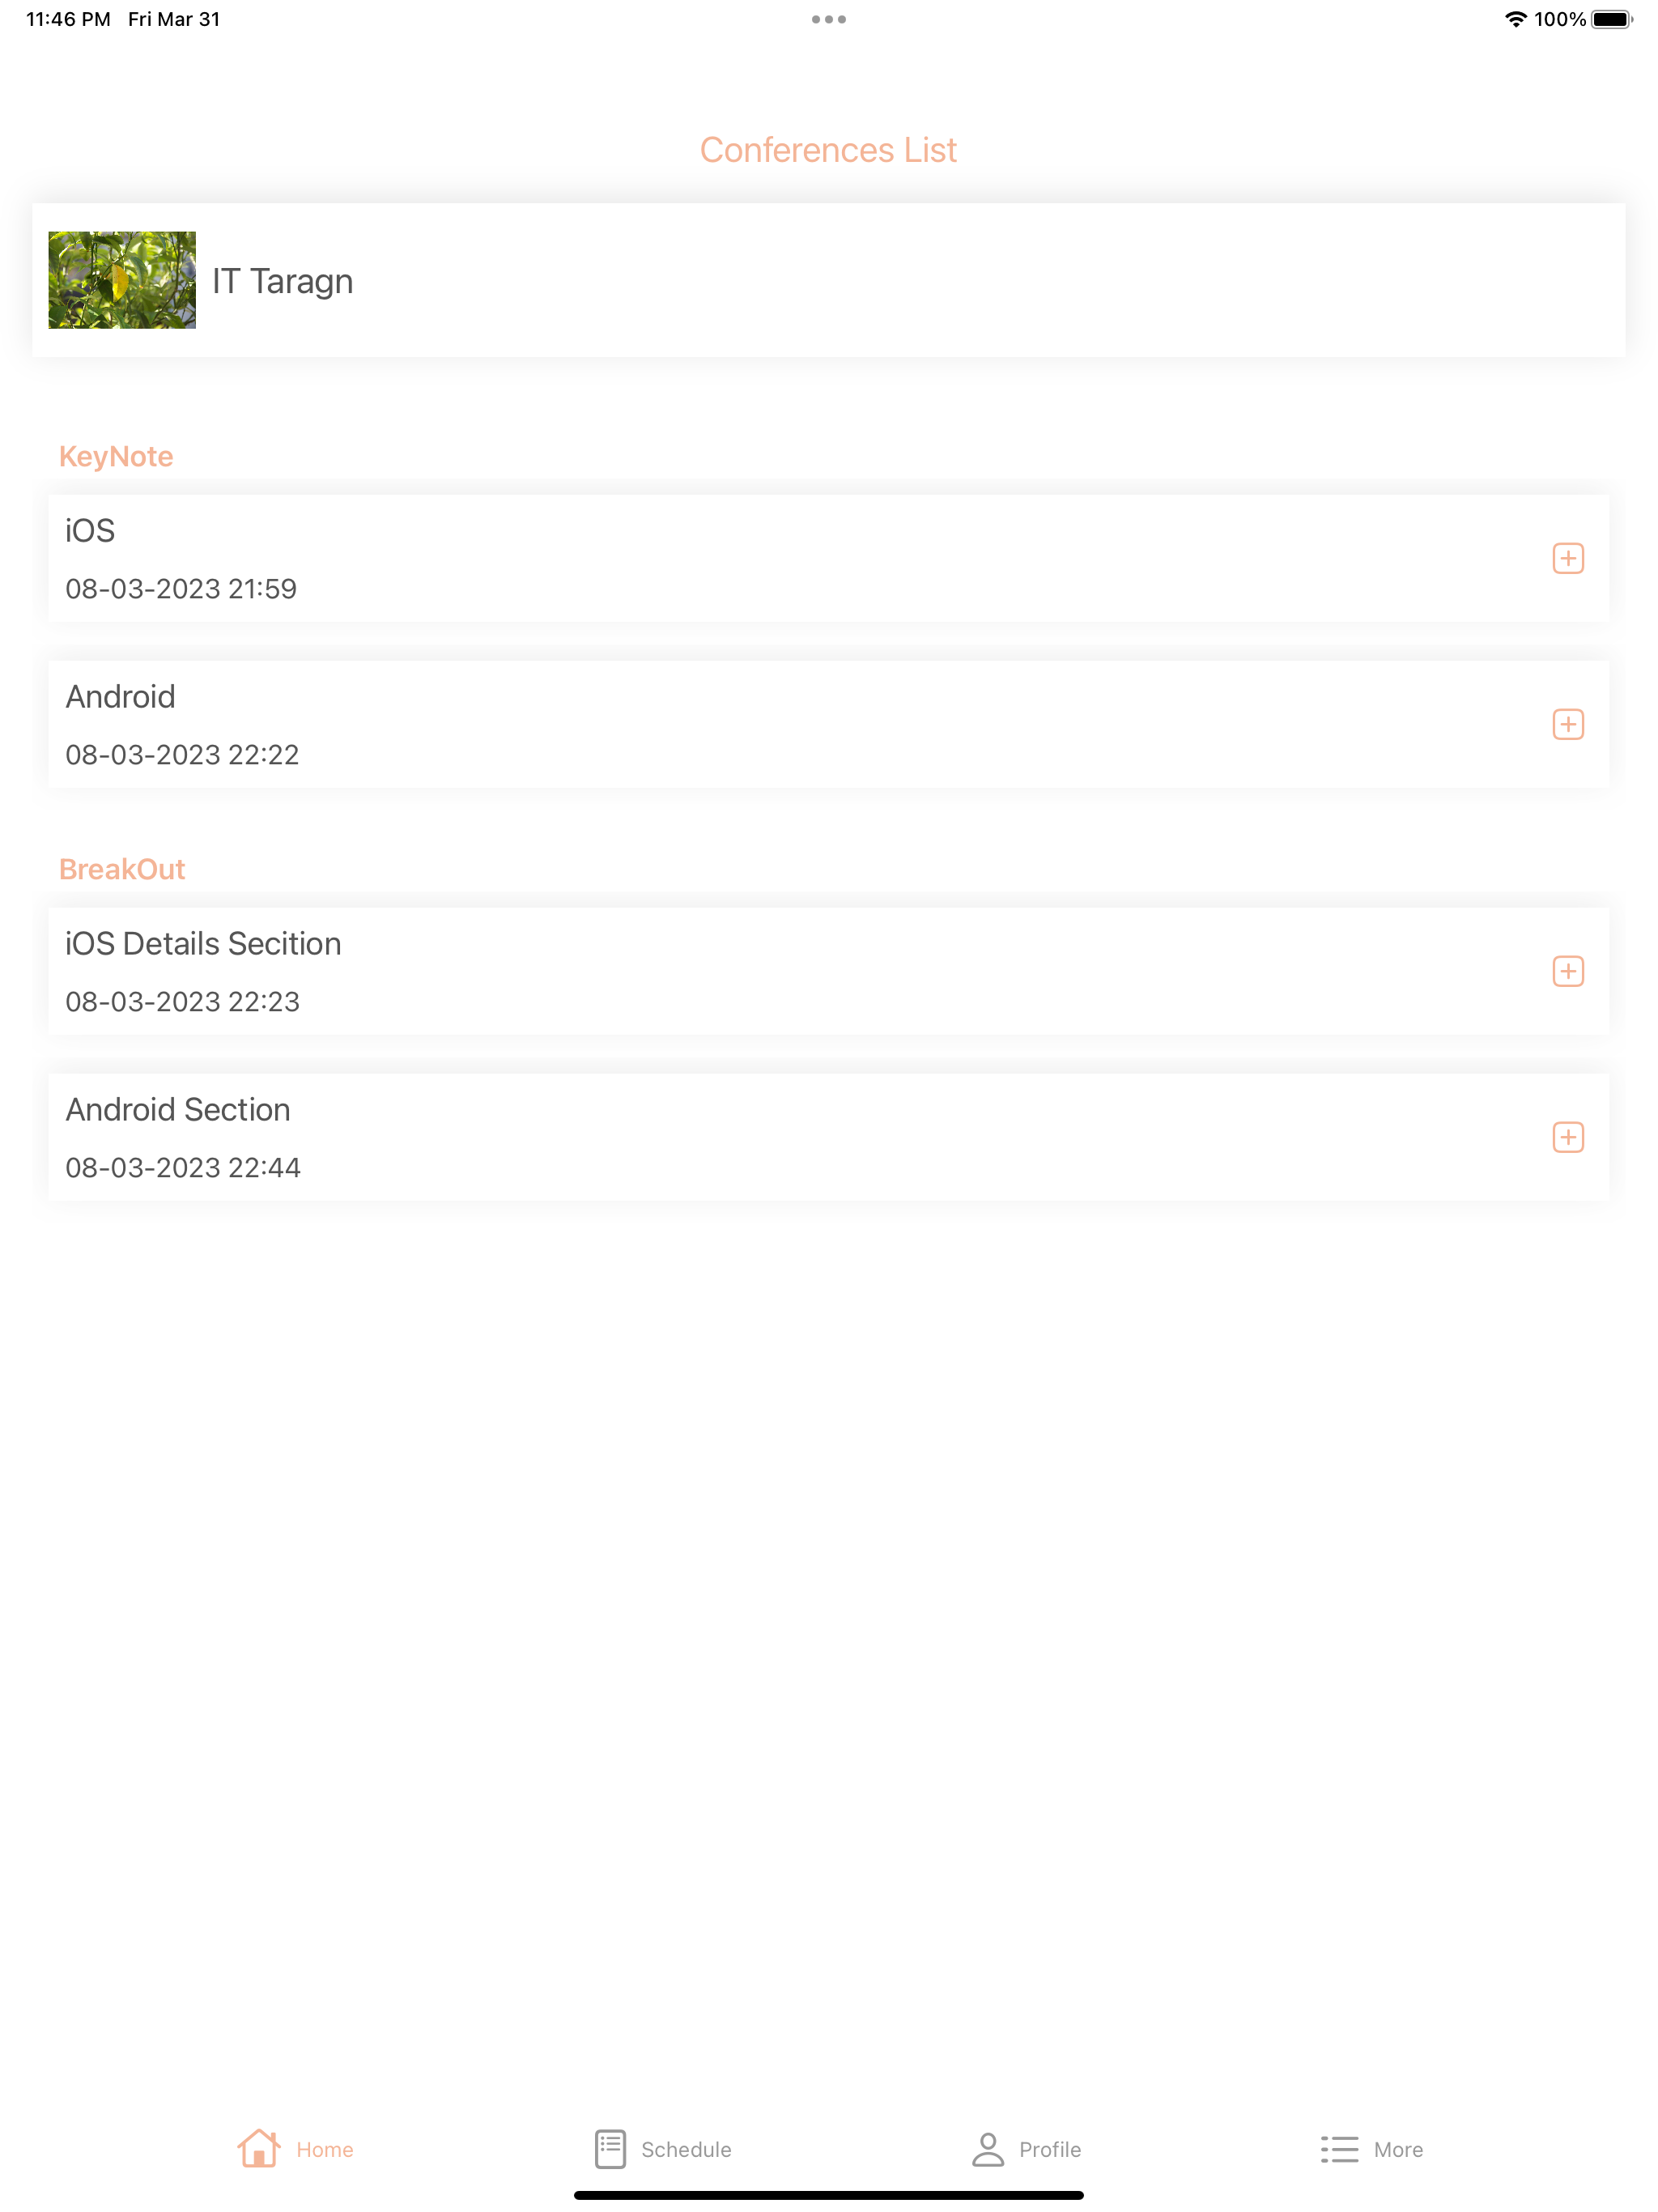 11:46 PM Fri Mar 31
100%
Conferences List
IT Taragn
KeyNote
iOS
08-03-2023 21:59
Android
08-03-2023 22:22
BreakOut
iOS Details Secition
08-03-2023 22:23
Android Section
08-03-2023 22:44
Home
Schedule
Profile
More